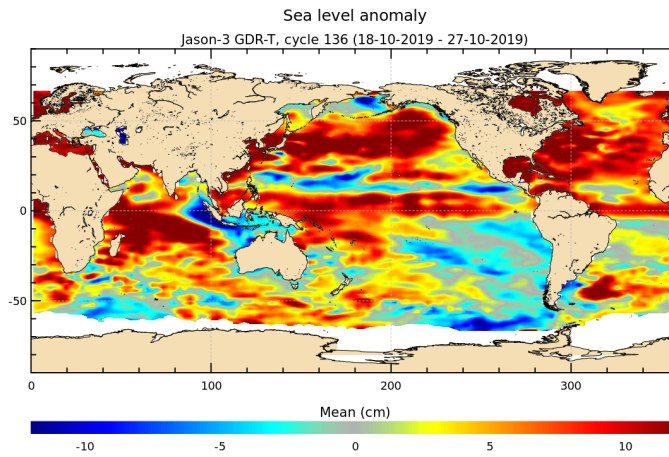 Sea level anomaly
Jason-3 GDR-T, cycle 136 (18-10-2019 - 27-10-2019)
50
0
-50
0 100 200 300
Mean (cm)
-10 -5 0 5 10